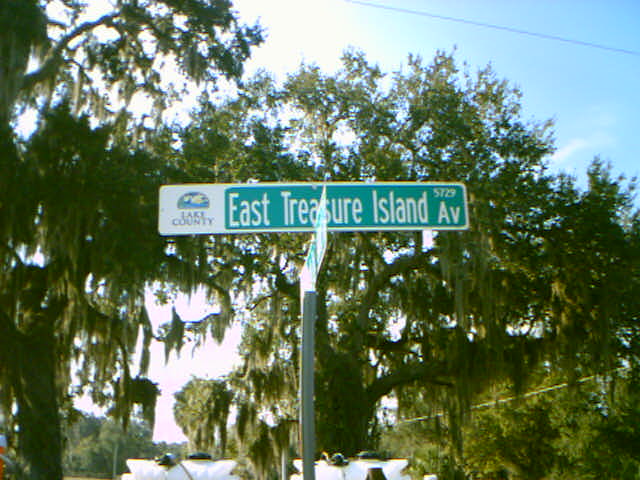 LAKE
COUNTY
East Treasure Island Av
5729